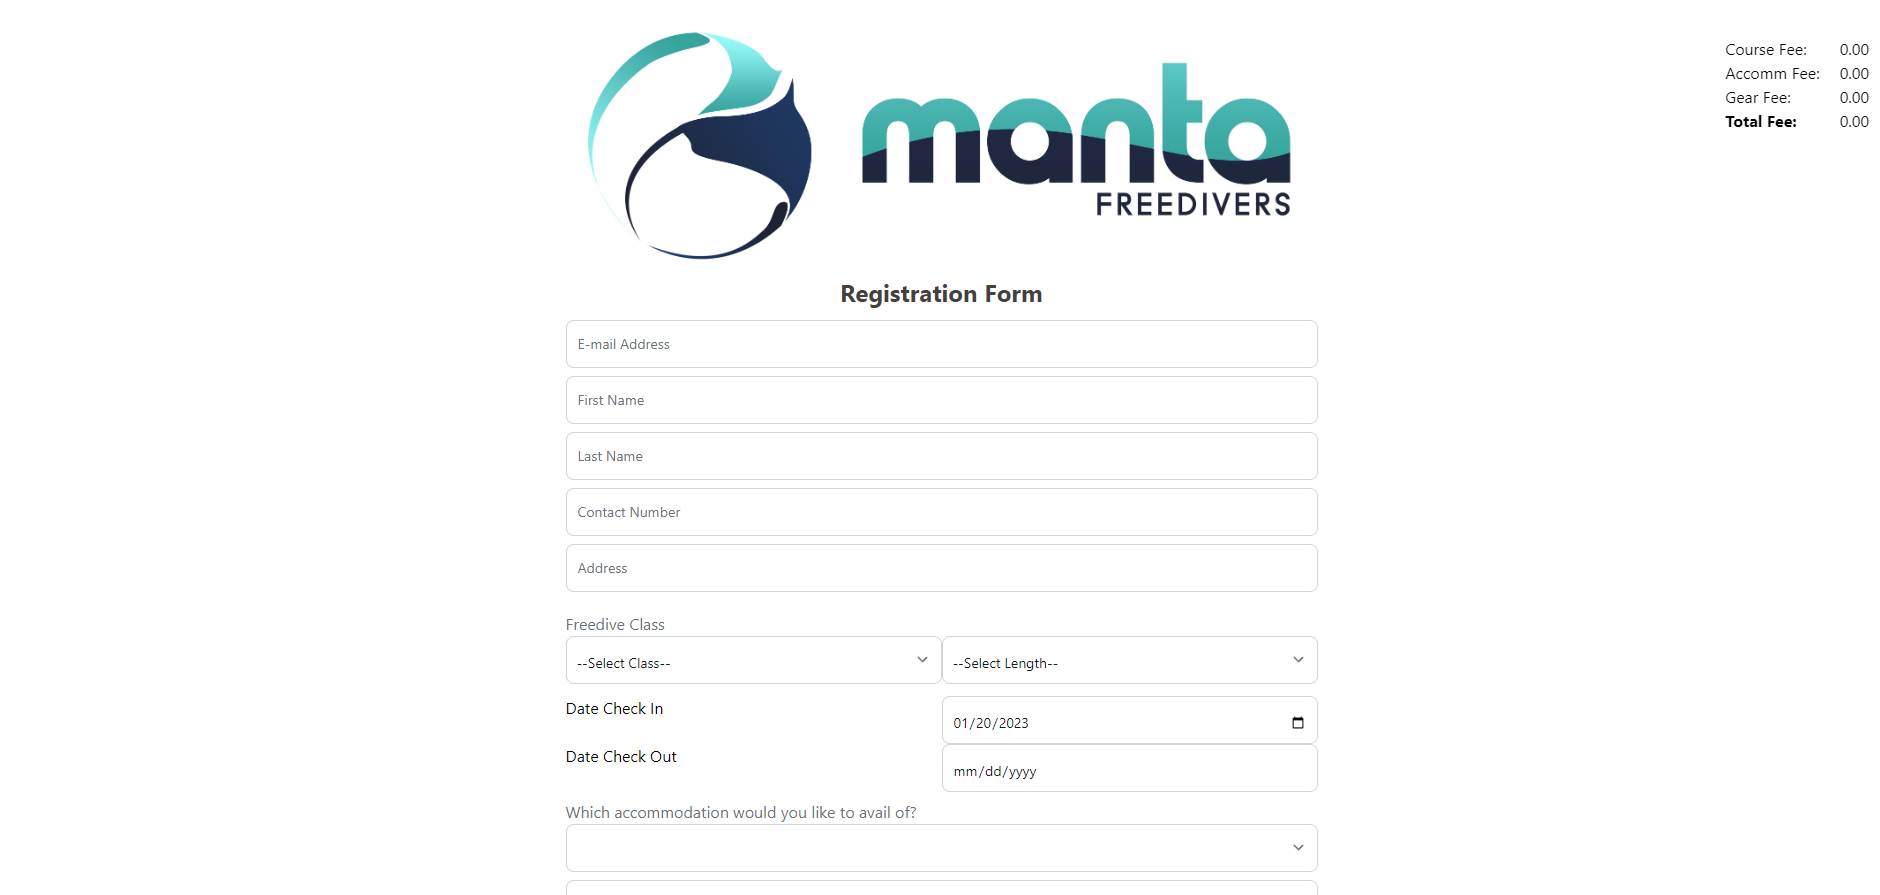 manta
FREEDIVERS
Course Fee: 0.00
Accomm Fee: 0.00
Gear Fee: 0.00
Total Fee: 0.00
Registration Form
E-mail Address
First Name
Last Name
Contact Number
Address
Freedive Class
--Select Class-- --Select Length--
Date Check In 01/20/2023
Date Check Out mm/dd/yyyy
Which accommodation would you like to avail of?